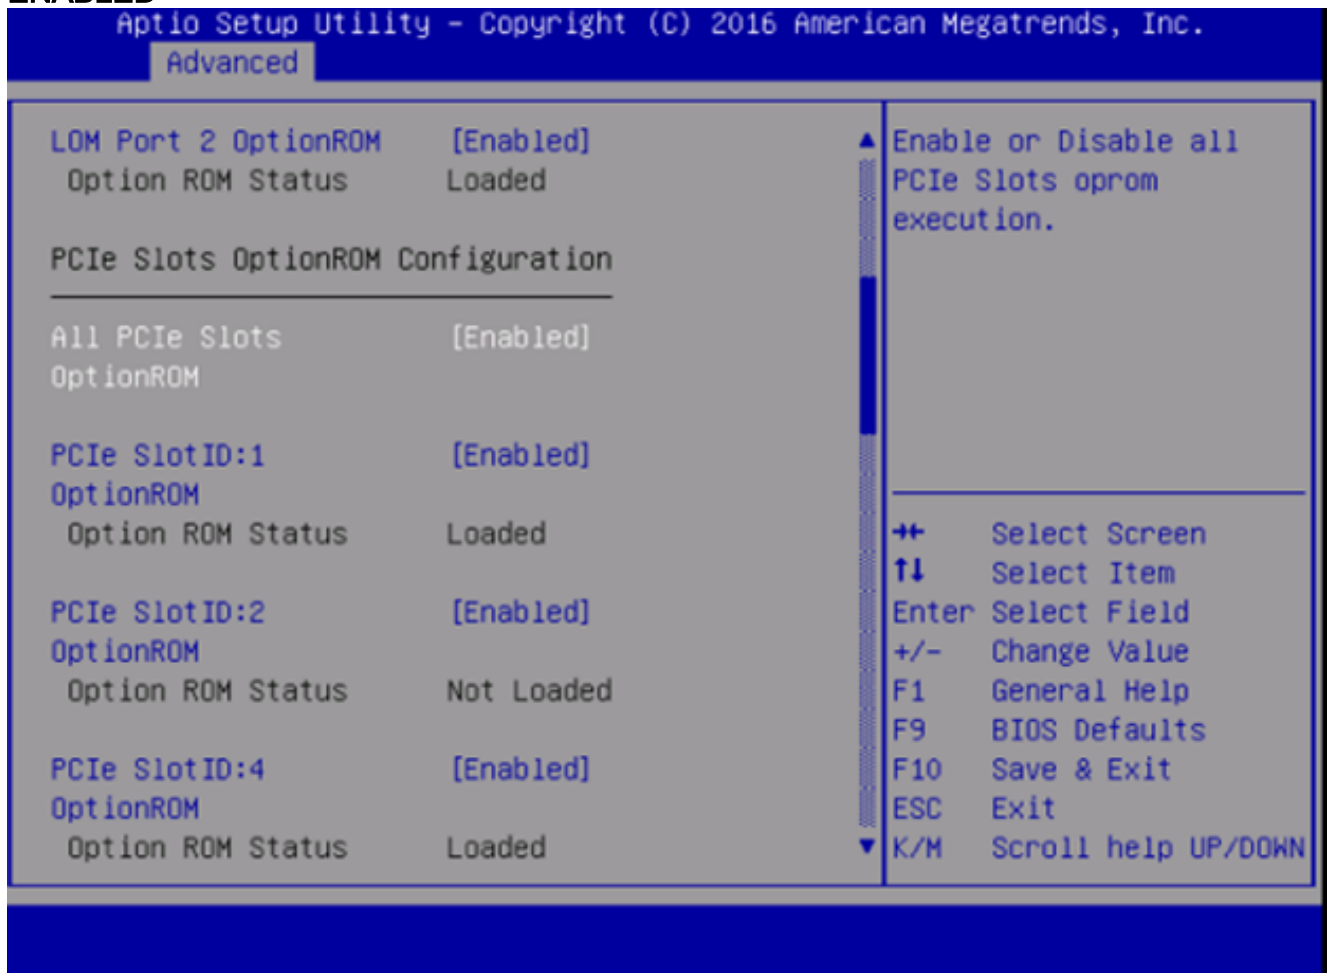 ENABLED
Aptio Setup Utility – Copyright (C) 2016 American Megatrends, Inc.
Advanced
LOM Port 2 OptionROM [Enabled]
Option ROM Status Loaded
PCIe Slots OptionROM Configuration
All PCIe Slots [Enabled]
OptionROM
PCIe SlotID:1 [Enabled]
OptionROM
Option ROM Status Loaded
PCIe SlotID:2 [Enabled]
OptionROM
Option ROM Status Not Loaded
PCIe SlotID:4 [Enabled]
OptionROM
Option ROM Status Loaded
Enable or Disable all
PCIe Slots oprom
execution.
→← Select Screen
↑↓ Select Item
Enter Select Field
+/– Change Value
F1 General Help
F9 BIOS Defaults
F10 Save & Exit
ESC Exit
K/M Scroll help UP/DOWN